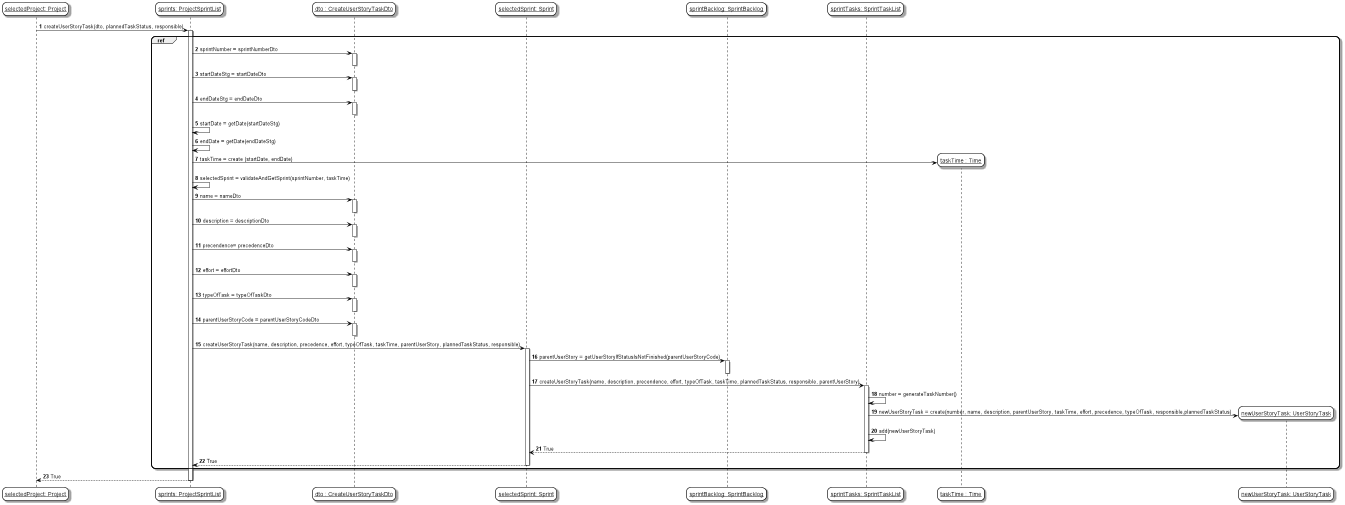 selectedProject: Project
sprints: ProjectSprintList
dto : CreateUserStoryTaskDto
selectedSprint: Sprint
sprintBacklog: SprintBacklog
sprintTasks: SprintTaskList
1 createUserStoryTask(dto, plannedTaskStatus, responsible)
ref
2 sprintNumber = sprintNumberDto
3 startDateStg = startDateDto
4 endDateStg = endDateDto
5 startDate = getDate(startDateStg)
6 endDate = getDate(endDateStg)
7 taskTime = create (startDate, endDate)
taskTime : Time
8 selectedSprint = validateAndGetSprint(sprintNumber, taskTime)
9 name = nameDto
10 description = descriptionDto
11 precendence= precedenceDto
12 effort = effortDto
13 typeOfTask = typeOfTaskDto
14 parentUserStoryCode = parentUserStoryCodeDto
15 createUserStoryTask(name, description, precedence, effort, typeOfTask, taskTime, parentUserStory, plannedTaskStatus, responsible)
16 parentUserStory = getUserStoryIfStatusIsNotFinished(parentUserStoryCode)
17 createUserStoryTask(name, description, precendence, effort, typeOfTask, taskTime, plannedTaskStatus, responsible, parentUserStory)
18 number = generateTaskNumber()
19 newUserStoryTask = create(number, name, description, parentUserStory, taskTime, effort, precedence, typeOfTask, responsible,plannedTaskStatus)
newUserStoryTask: UserStoryTask
20 add(newUserStoryTask)
21 True
22 True
23 True
selectedProject: Project
sprints: ProjectSprintList
dto : CreateUserStoryTaskDto
selectedSprint: Sprint
sprintBacklog: SprintBacklog
sprintTasks: SprintTaskList
taskTime : Time
newUserStoryTask: UserStoryTask